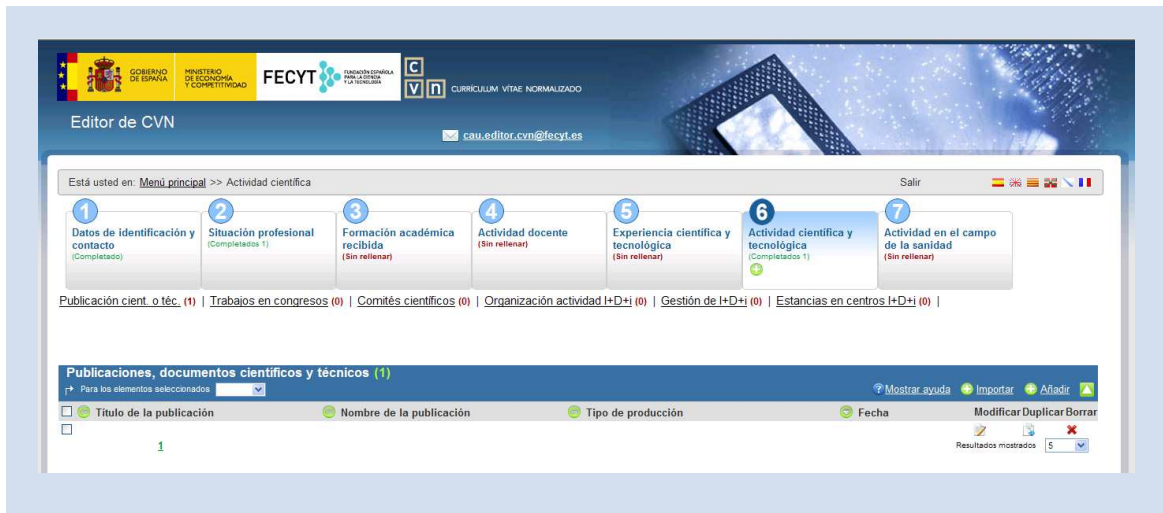 GOBIERNO DE ESPAÑA
MINISTERIO DE ECONOMÍA Y COMPETITIVIDAD
FECYT
FUNDACIÓN ESPAÑOLA PARA LA CIENCIA Y LA TECNOLOGÍA
C V n
CURRÍCULUM VÍTAE NORMALIZADO
Editor de CVN
cau.editor.cvn@fecyt.es
Está usted en: Menú principal >> Actividad científica
Salir
1
Datos de identificación y contacto
(Completado)
2
Situación profesional
(Completados 1)
3
Formación académica recibida
(Sin rellenar)
4
Actividad docente
(Sin rellenar)
5
Experiencia científica y tecnológica
(Sin rellenar)
6
Actividad científica y tecnológica
(Completados 1)
7
Actividad en el campo de la sanidad
(Sin rellenar)
Publicación cient. o téc. (1) | Trabajos en congresos (0) | Comités científicos (0) | Organización actividad I+D+i (0) | Gestión de I+D+i (0) | Estancias en centros I+D+i (0) |
Publicaciones, documentos científicos y técnicos (1)
Para los elementos seleccionados
Mostrar ayuda Importar Añadir
Título de la publicación Nombre de la publicación Tipo de producción Fecha Modificar Duplicar Borrar
1
Resultados mostrados 5